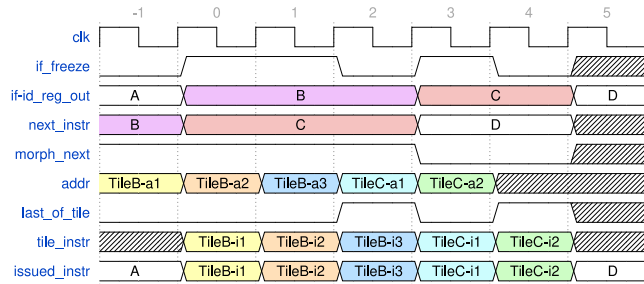 -1 0 1 2 3 4 5
clk
if_freeze
if-id_reg_out A B C D
next_instr B C D
morph_next
addr TileB-a1 TileB-a2 TileB-a3 TileC-a1 TileC-a2
last_of_tile
tile_instr TileB-i1 TileB-i2 TileB-i3 TileC-i1 TileC-i2
issued_instr A TileB-i1 TileB-i2 TileB-i3 TileC-i1 TileC-i2 D